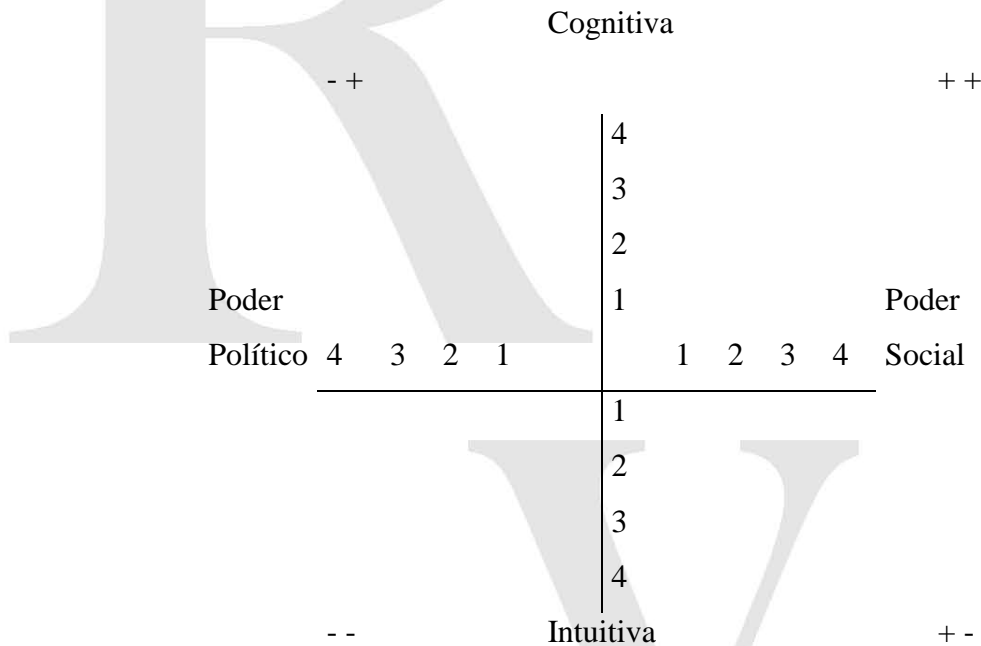 Cognitiva
- + + +
4
3
2
Poder 1 Poder
Político 4 3 2 1 1 2 3 4 Social
1
2
3
4
- - Intuitiva + -